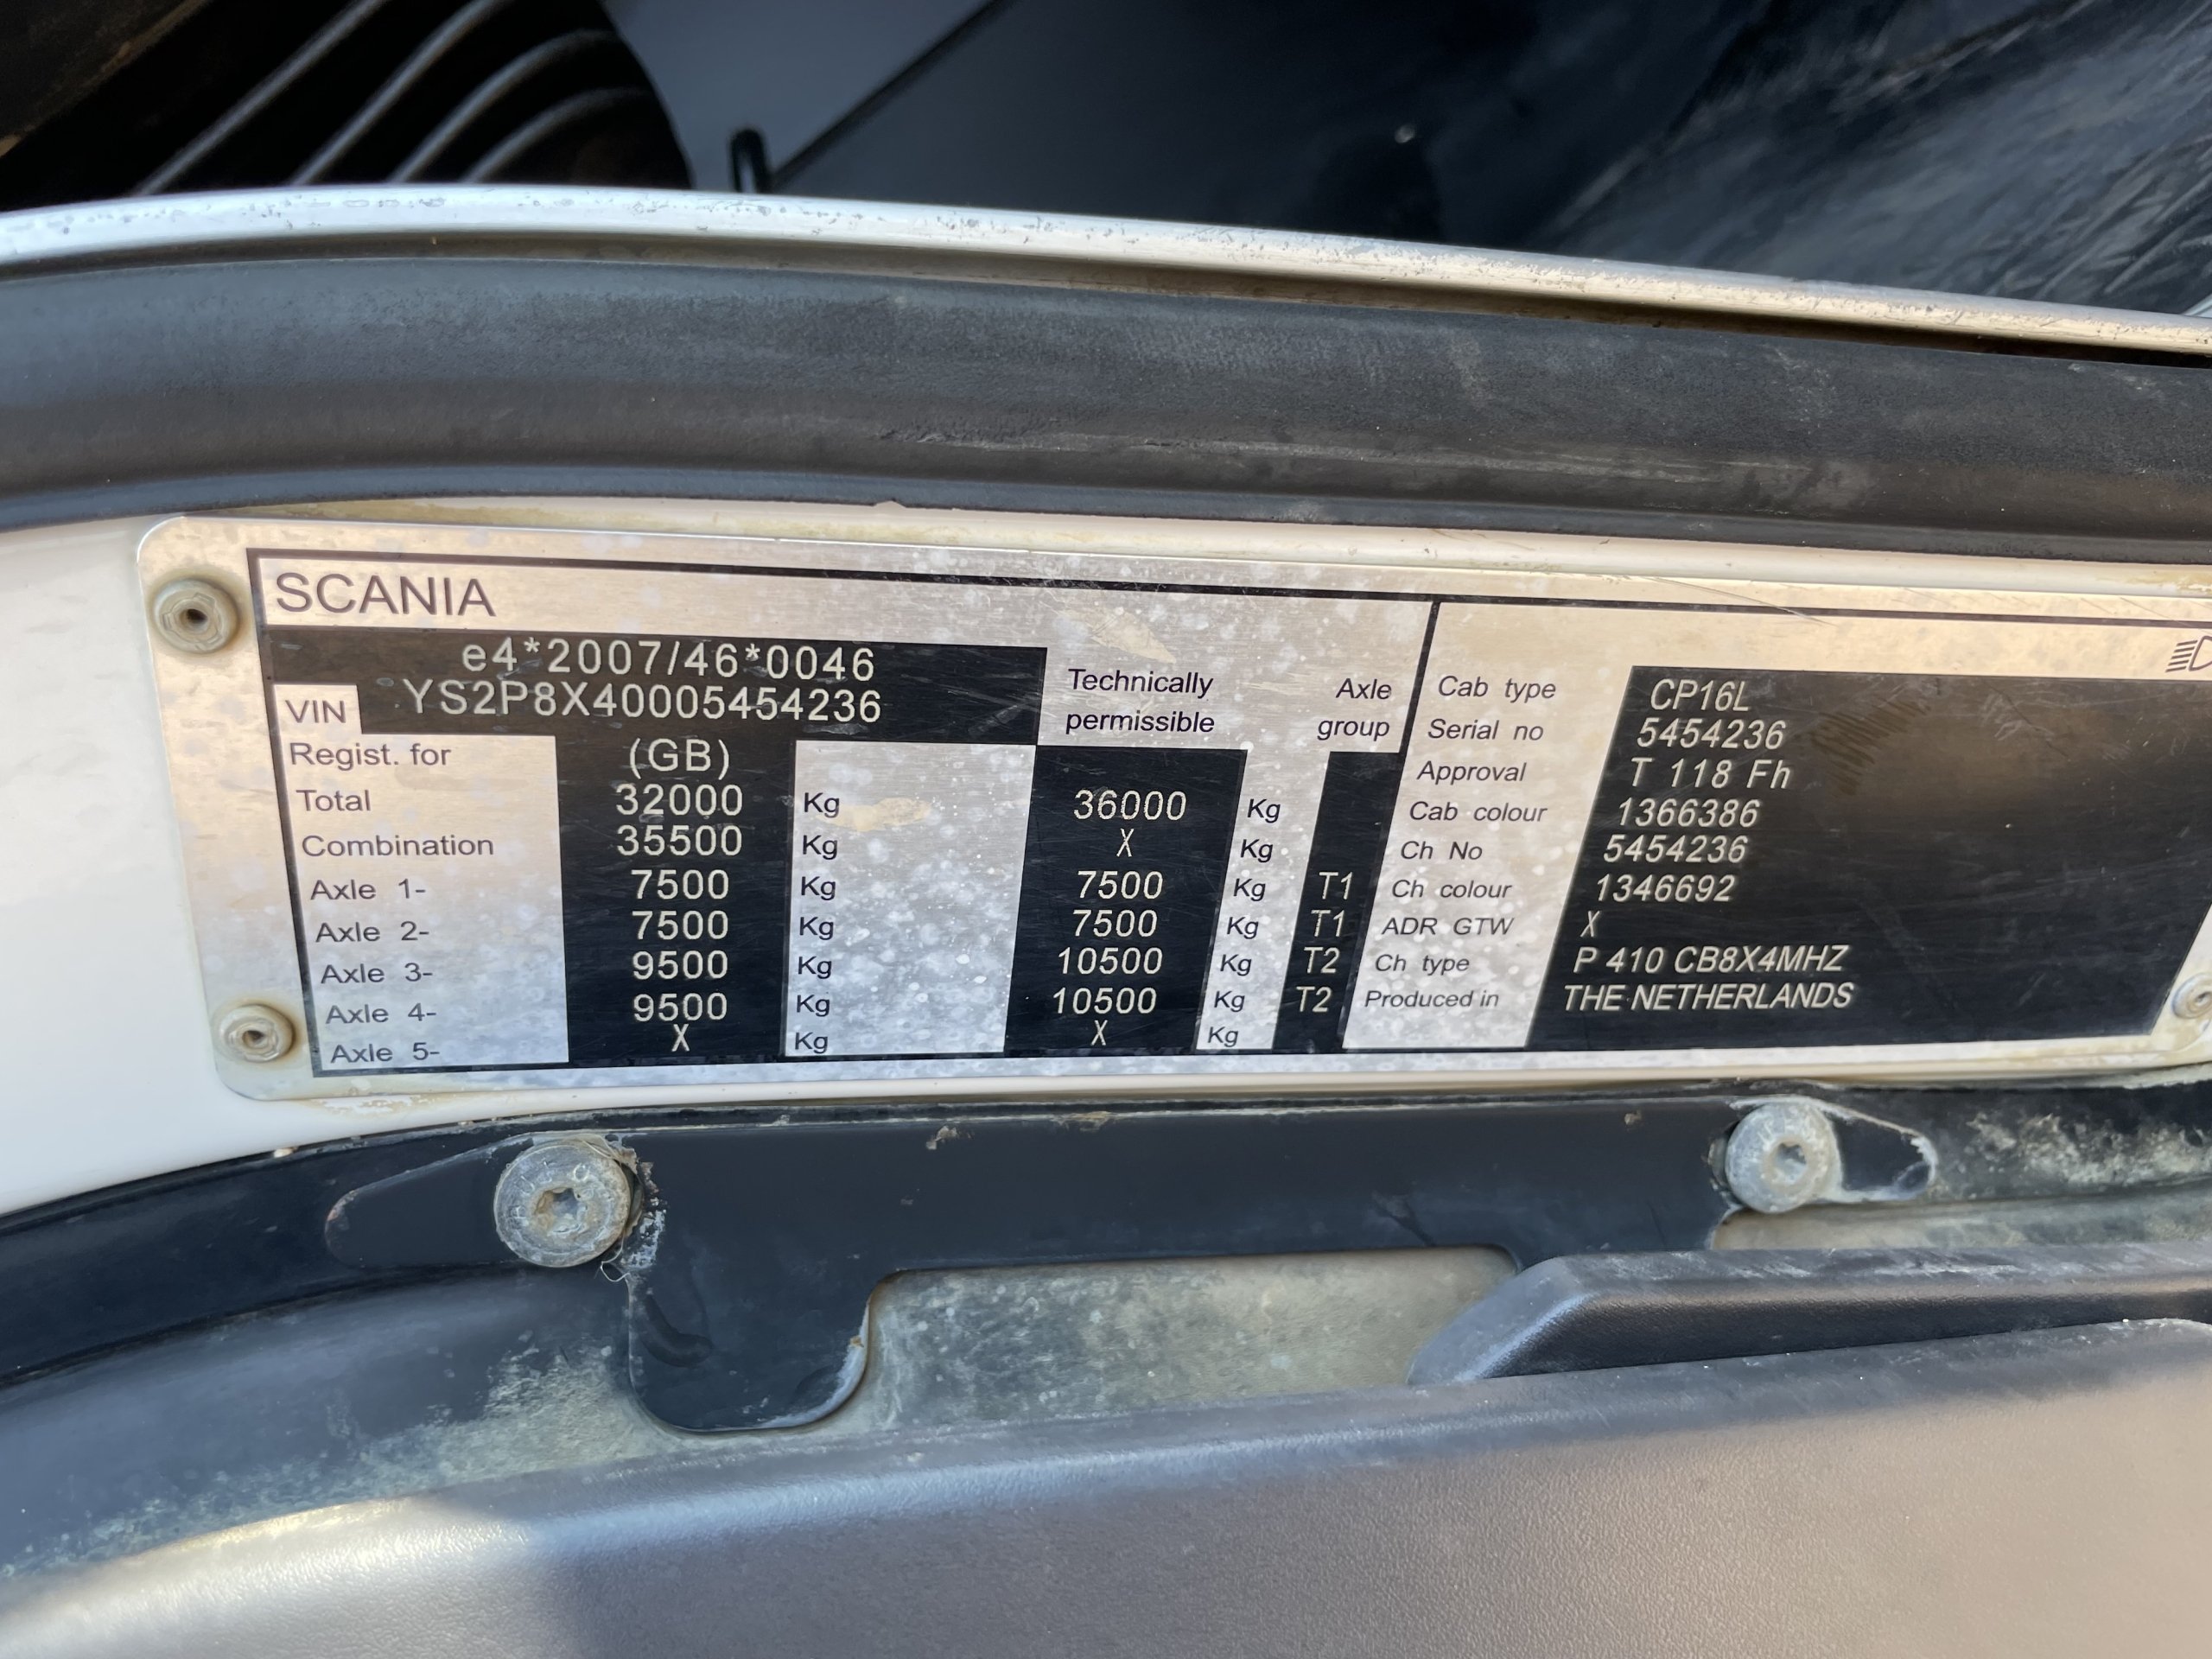 SCANIA
e4*2007/46*0046
VIN YS2P8X40005454236
Technically permissible Axle group
Regist. for (GB)
Total 32000 Kg 36000 Kg
Combination 35500 Kg X Kg
Axle 1- 7500 Kg 7500 Kg T1
Axle 2- 7500 Kg 7500 Kg T1
Axle 3- 9500 Kg 10500 Kg T2
Axle 4- 9500 Kg 10500 Kg T2
Axle 5- X Kg X Kg
Cab type CP16L
Serial no 5454236
Approval T 118 Fh
Cab colour 1366386
Ch No 5454236
Ch colour 1346692
ADR GTW X
Ch type P 410 CB8X4MHZ
Produced in THE NETHERLANDS